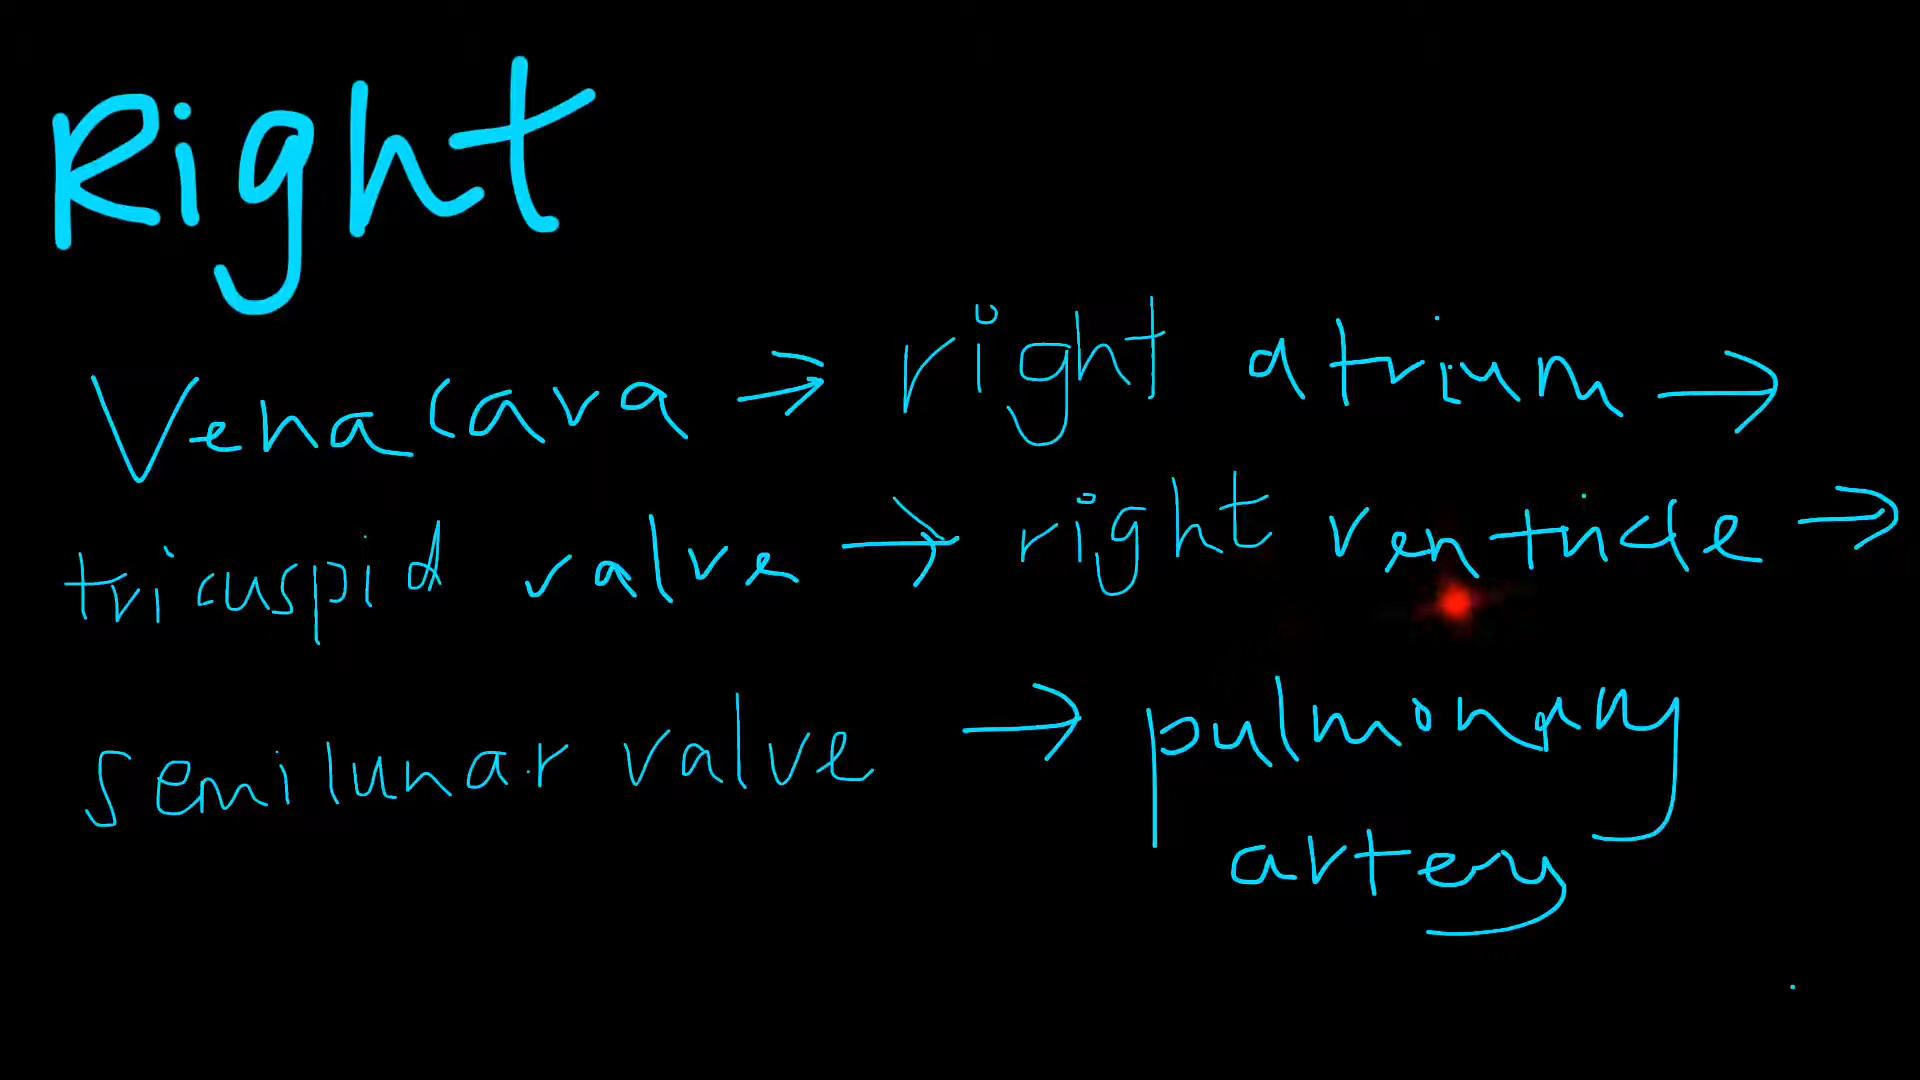 Right
Vena cava → right atrium →
tricuspid valve → right ventricle →
semilunar valve → pulmonary
artery